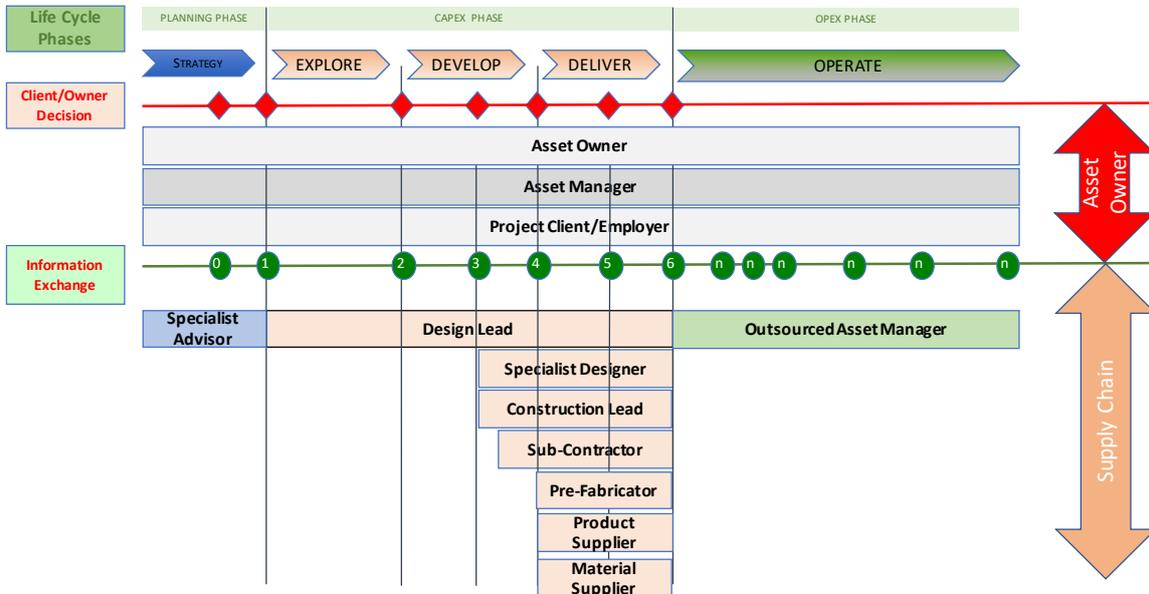 Life Cycle
Phases
PLANNING PHASE
CAPEX PHASE
OPEX PHASE
STRATEGY
EXPLORE
DEVELOP
DELIVER
OPERATE
Client/Owner
Decision
Asset Owner
Asset Manager
Project Client/Employer
Asset
Owner
Information
Exchange
0 1 2 3 4 5 6 n n n n n n
Specialist
Advisor
Design Lead
Outsourced Asset Manager
Specialist Designer
Construction Lead
Sub-Contractor
Pre-Fabricator
Product
Supplier
Material
Supplier
Supply Chain